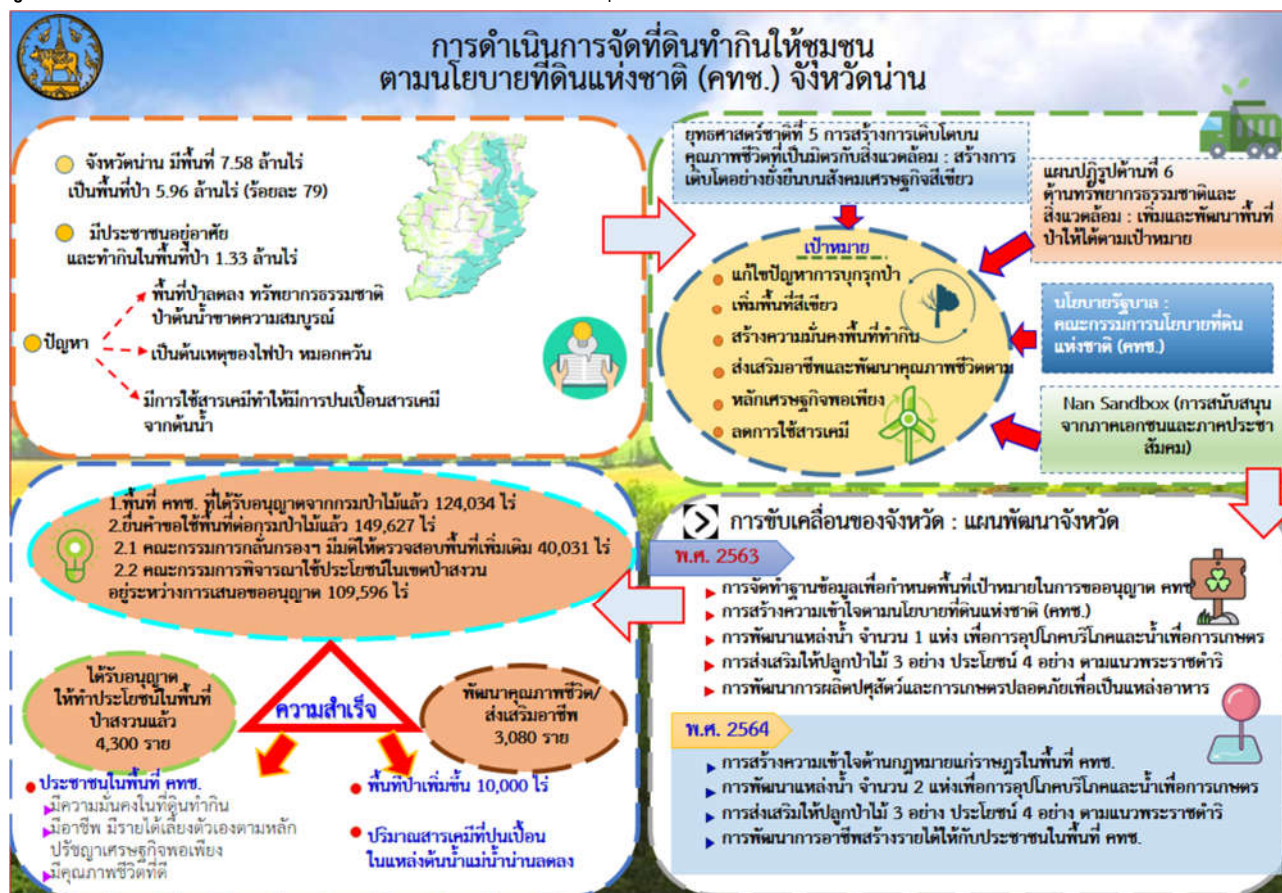 การดำเนินการจัดที่ดินทำกินให้ชุมชน
ตามนโยบายที่ดินแห่งชาติ (คทช.) จังหวัดน่าน
จังหวัดน่าน มีพื้นที่ 7.58 ล้านไร่
เป็นพื้นที่ป่า 5.96 ล้านไร่ (ร้อยละ 79)
มีประชาชนอยู่อาศัย
และทำกินในพื้นที่ป่า 1.33 ล้านไร่
ปัญหา
พื้นที่ป่าลดลง ทรัพยากรธรรมชาติ
ป่าต้นน้ำขาดความสมบูรณ์
เป็นต้นเหตุของไฟป่า หมอกควัน
มีการใช้สารเคมีทำให้มีการปนเปื้อนสารเคมี
จากต้นน้ำ
ยุทธศาสตร์ชาติที่ 5 การสร้างการเติบโตบน
คุณภาพชีวิตที่เป็นมิตรกับสิ่งแวดล้อม : สร้างการ
เติบโตอย่างยั่งยืนบนสังคมเศรษฐกิจสีเขียว
แผนปฏิรูปด้านที่ 6
ด้านทรัพยากรธรรมชาติและ
สิ่งแวดล้อม : เพิ่มและพัฒนาพื้นที่
ป่าให้ได้ตามเป้าหมาย
เป้าหมาย
แก้ไขปัญหาการบุกรุกป่า
เพิ่มพื้นที่สีเขียว
สร้างความมั่นคงพื้นที่ทำกิน
ส่งเสริมอาชีพและพัฒนาคุณภาพชีวิตตาม
หลักเศรษฐกิจพอเพียง
ลดการใช้สารเคมี
นโยบายรัฐบาล :
คณะกรรมการนโยบายที่ดิน
แห่งชาติ (คทช.)
Nan Sandbox (การสนับสนุน
จากภาคเอกชนและภาคประชา
สังคม)
การขับเคลื่อนของจังหวัด : แผนพัฒนาจังหวัด
พ.ศ. 2563
การจัดทำฐานข้อมูลเพื่อกำหนดพื้นที่เป้าหมายในการขออนุญาต คทช
การสร้างความเข้าใจตามนโยบายที่ดินแห่งชาติ (คทช.)
การพัฒนาแหล่งน้ำ จำนวน 1 แห่ง เพื่อการอุปโภคบริโภคและน้ำเพื่อการเกษตร
การส่งเสริมให้ปลูกป่าไม้ 3 อย่าง ประโยชน์ 4 อย่าง ตามแนวพระราชดำริ
การพัฒนาการผลิตปศุสัตว์และการเกษตรปลอดภัยเพื่อเป็นแหล่งอาหาร
พ.ศ. 2564
การสร้างความเข้าใจด้านกฎหมายแก่ราษฎรในพื้นที่ คทช.
การพัฒนาแหล่งน้ำ จำนวน 2 แห่งเพื่อการอุปโภคบริโภคและน้ำเพื่อการเกษตร
การส่งเสริมให้ปลูกป่าไม้ 3 อย่าง ประโยชน์ 4 อย่าง ตามแนวพระราชดำริ
การพัฒนาการอาชีพสร้างรายได้ให้กับประชาชนในพื้นที่ คทช.
1.พื้นที่ คทช. ที่ได้รับอนุญาตจากกรมป่าไม้แล้ว 124,034 ไร่
2.ยื่นคำขอใช้พื้นที่ต่อกรมป่าไม้แล้ว 149,627 ไร่
2.1 คณะกรรมการกลั่นกรองฯ มีมติให้ตรวจสอบพื้นที่เพิ่มเติม 40,031 ไร่
2.2 คณะกรรมการพิจารณาใช้ประโยชน์ในเขตป่าสงวน
อยู่ระหว่างการเสนอขออนุญาต 109,596 ไร่
ได้รับอนุญาต
ให้ทำประโยชน์ในพื้นที่
ป่าสงวนแล้ว
4,300 ราย
ความสำเร็จ
พัฒนาคุณภาพชีวิต/
ส่งเสริมอาชีพ
3,080 ราย
ประชาชนในพื้นที่ คทช.
มีความมั่นคงในที่ดินทำกิน
มีอาชีพ มีรายได้เลี้ยงตัวเองตามหลัก
ปรัชญาเศรษฐกิจพอเพียง
มีคุณภาพชีวิตที่ดี
พื้นที่ป่าเพิ่มขึ้น 10,000 ไร่
ปริมาณสารเคมีที่ปนเปื้อน
ในแหล่งต้นน้ำแม่น้ำน่านลดลง